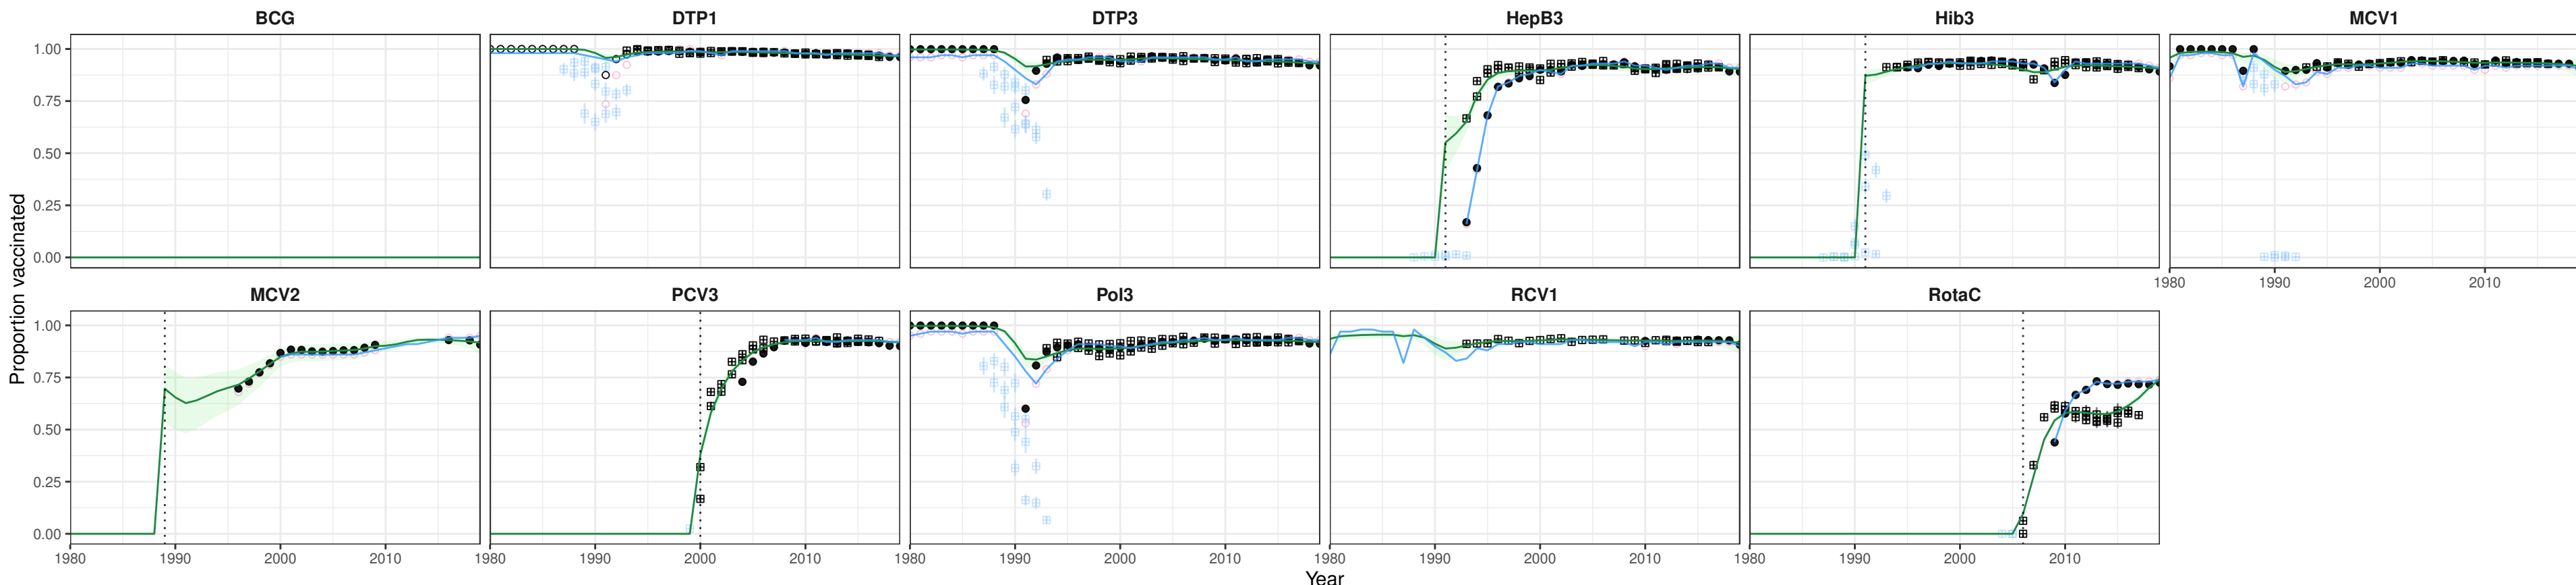 BCG DTP1 DTP3 HepB3 Hib3 MCV1
1.00
0.75
0.50
0.25
0.00
1980 1990 2000 2010
MCV2 PCV3 Pol3 RCV1 RotaC
1.00
0.75
0.50
0.25
0.00
1980 1990 2000 2010 1980 1990 2000 2010 1980 1990 2000 2010 1980 1990 2000 2010 1980 1990 2000 2010
Proportion vaccinated
Year